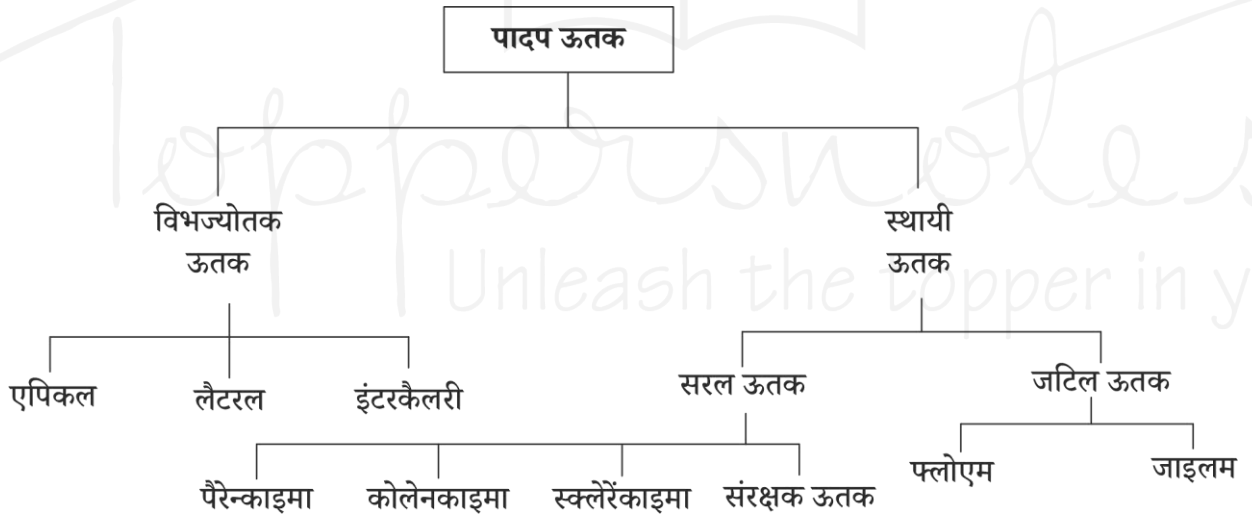 पादप ऊतक
विभज्योतक
ऊतक
स्थायी
ऊतक
एपिकल
लैटरल
इंटरकैलरी
सरल ऊतक
जटिल ऊतक
पैरेन्काइमा
कोलेनकाइमा
स्क्लेरेंकाइमा
संरक्षक ऊतक
फ्लोएम
जाइलम
Toppersnotes
Unleash the topper in y